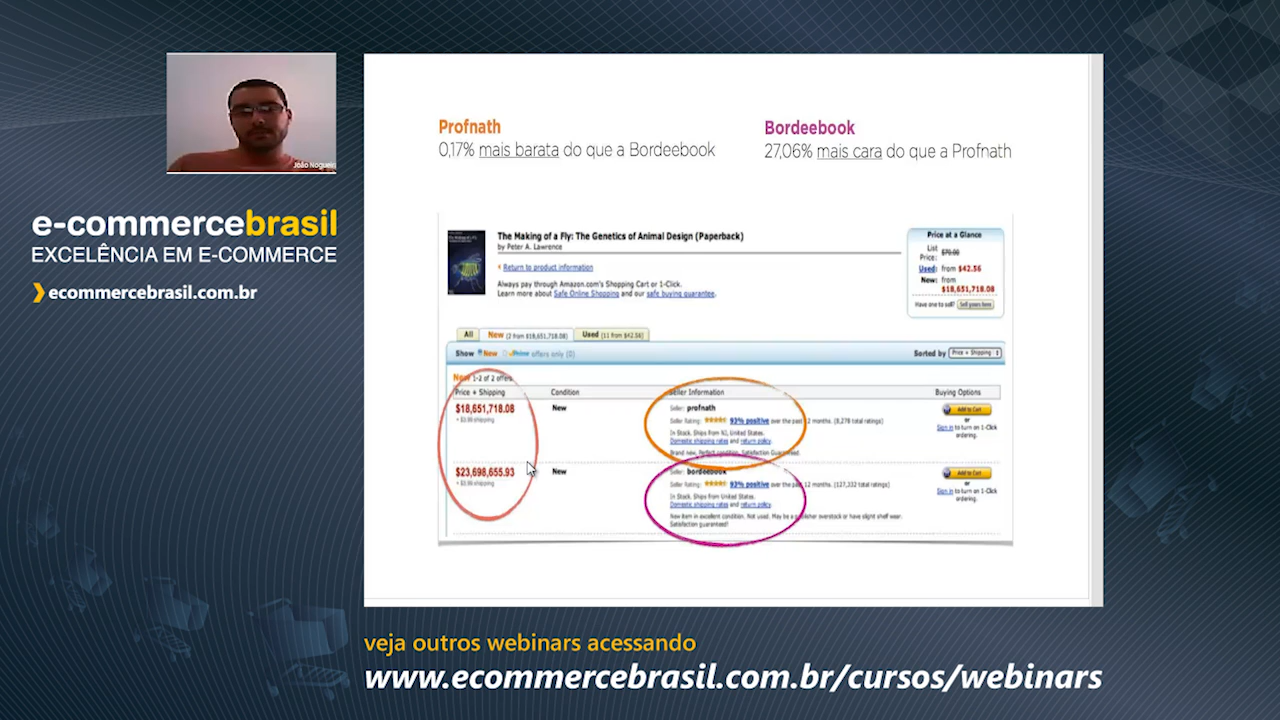 João Nogueir
e-commercebrasil
EXCELÊNCIA EM E-COMMERCE
ecommercebrasil.com.br
Profnath
0,17% mais barata do que a Bordeebook
Bordeebook
27,06% mais cara do que a Profnath
The Making of a Fly: The Genetics of Animal Design (Paperback)
by Peter A. Lawrence
Return to product information
Always pay through Amazon.com's Shopping Cart or 1-Click.
Learn more about Safe Online Shopping and our safe buying guarantee.
Price at a Glance
List Price: $70.00
Used: from $42.56
New: from $18,651,718.08
Have one to sell? Sell yours here
All
New (2 from $18,651,718.08)
Used (11 from $42.56)
Show New Prime offers only (0)
Sorted by Price + Shipping
New 1-2 of 2 offers
Price + Shipping
Condition
Seller Information
Buying Options
$18,651,718.08
+ $3.99 shipping
New
Seller: profnath
Seller Rating: 93% positive over the past 12 months. (8,278 total ratings)
In Stock. Ships from NJ, United States.
Domestic shipping rates and return policy.
Brand new, Perfect condition, Satisfaction Guaranteed.
Add to Cart
or
Sign in to turn on 1-Click
ordering.
$23,698,655.93
+ $3.99 shipping
New
Seller: bordeebook
Seller Rating: 93% positive over the past 12 months. (127,332 total ratings)
In Stock. Ships from United States.
Domestic shipping rates and return policy.
New item in excellent condition. Not used. May be a publisher overstock or have slight shelf wear.
Satisfaction guaranteed!
Add to Cart
or
Sign in to turn on 1-Click
ordering.
veja outros webinars acessando
www.ecommercebrasil.com.br/cursos/webinars